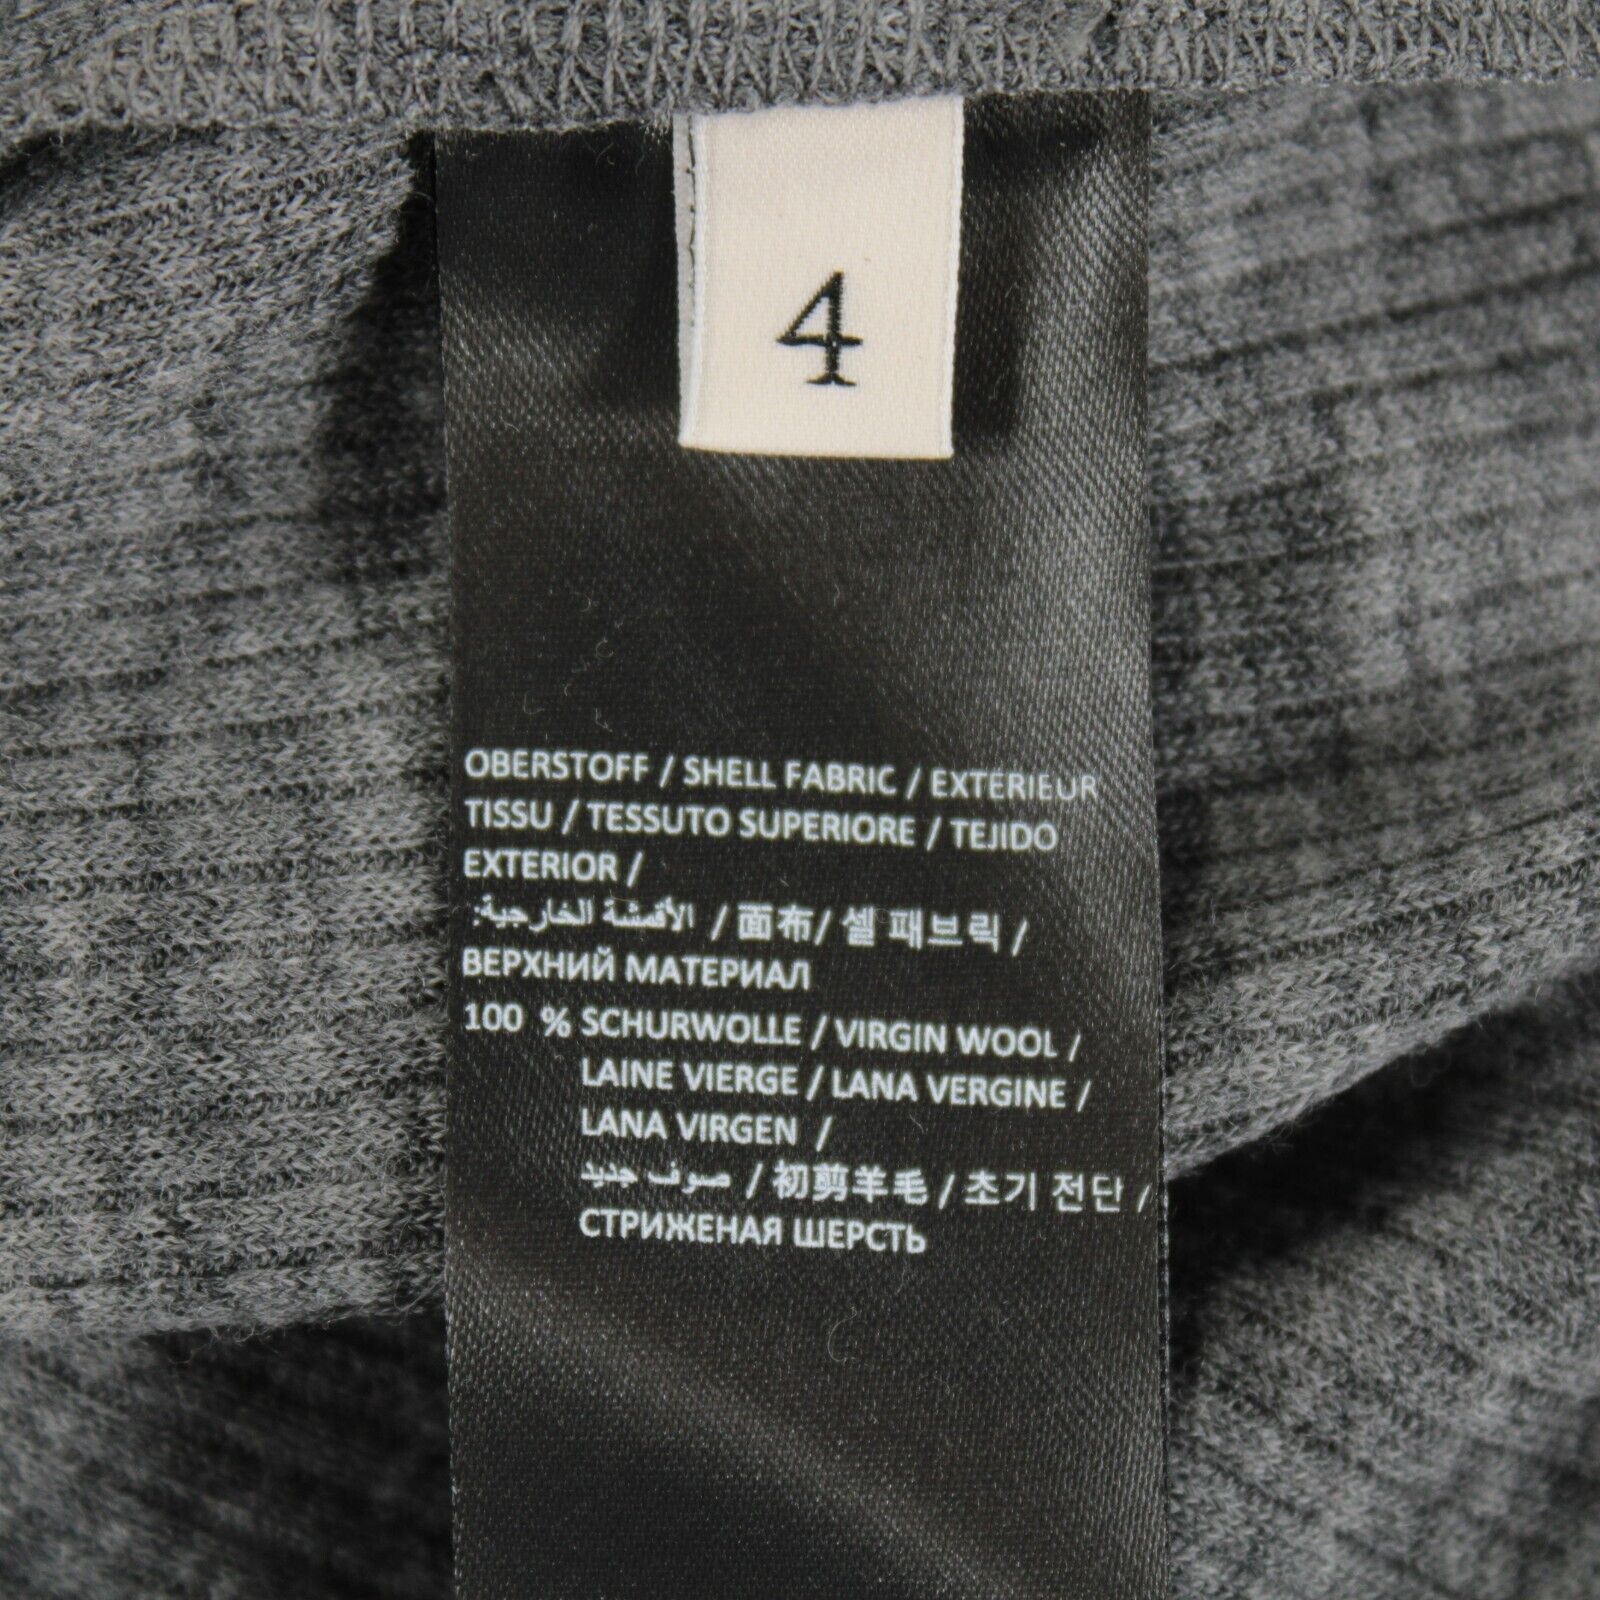 4
OBERSTOFF / SHELL FABRIC / EXTERIEUR
TISSU / TESSUTO SUPERIORE / TEJIDO
EXTERIOR /
الأقمشة الخارجية: / 面布/ 셀 패브릭 /
ВЕРХНИЙ МАТЕРИАЛ
100 % SCHURWOLLE / VIRGIN WOOL /
LAINE VIERGE / LANA VERGINE /
LANA VIRGEN /
صوف جديد / 初剪羊毛 / 초기 전단 /
СТРИЖЕНАЯ ШЕРСТЬ